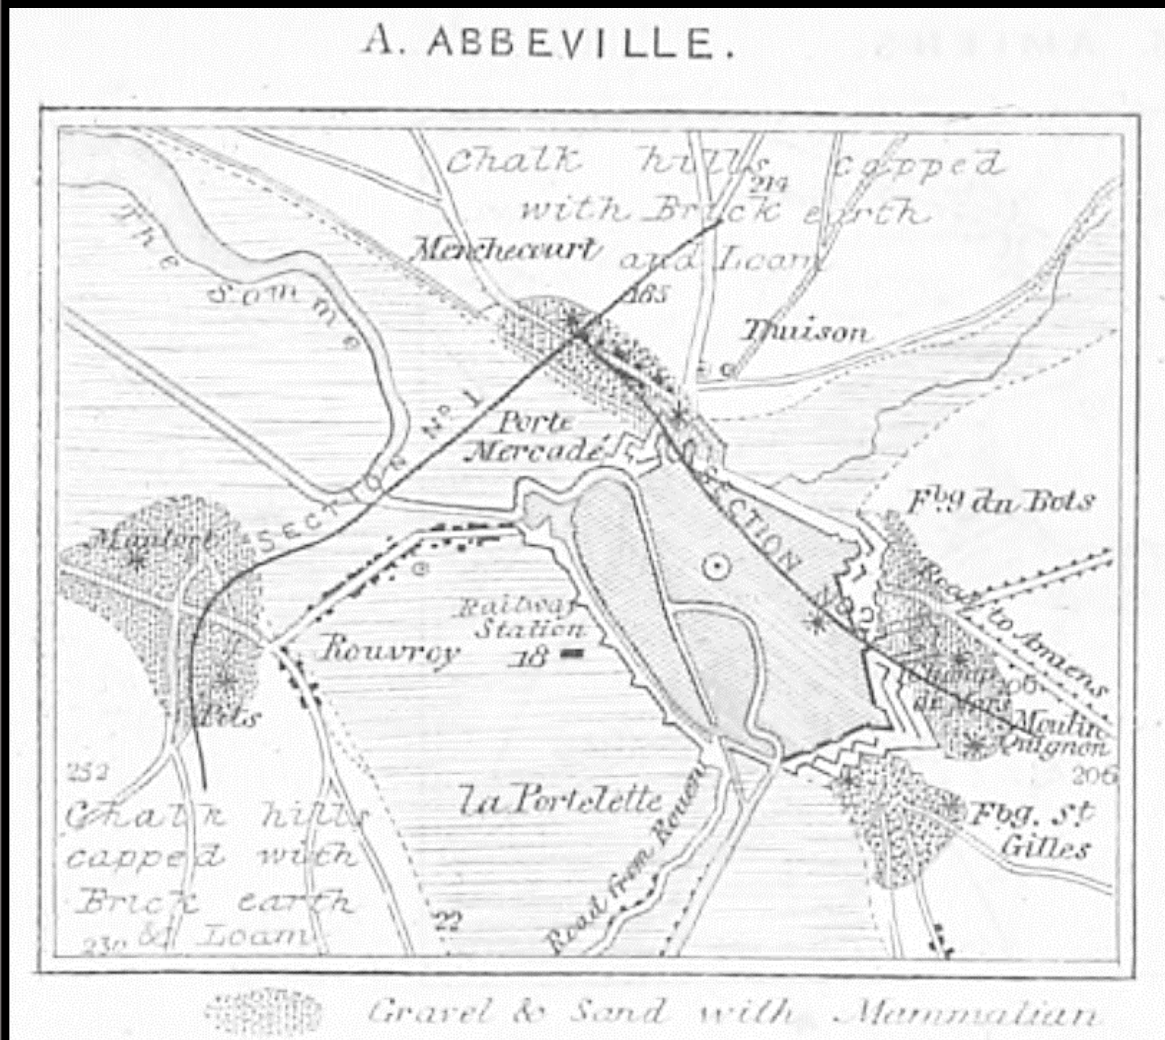 A. ABBEVILLE.
Chalk hills capped
214
with Brick earth
Menchecourt
and Loam
185
The Somme
Thuison
Porte
Mercadé
SECTION No 1
SECTION No 2
Fbg du Bois
Mautort
Road to Amiens
Railway
Station
18
Rouvroy
Champ
de Mars
106
Pits
Moulin
Quignon
206
252
la Portelette
Fbg. St
Gilles
Chalk hills
capped with
Brick earth
& Loam
230
22
Road from Rouen
Gravel & Sand with Mammalian